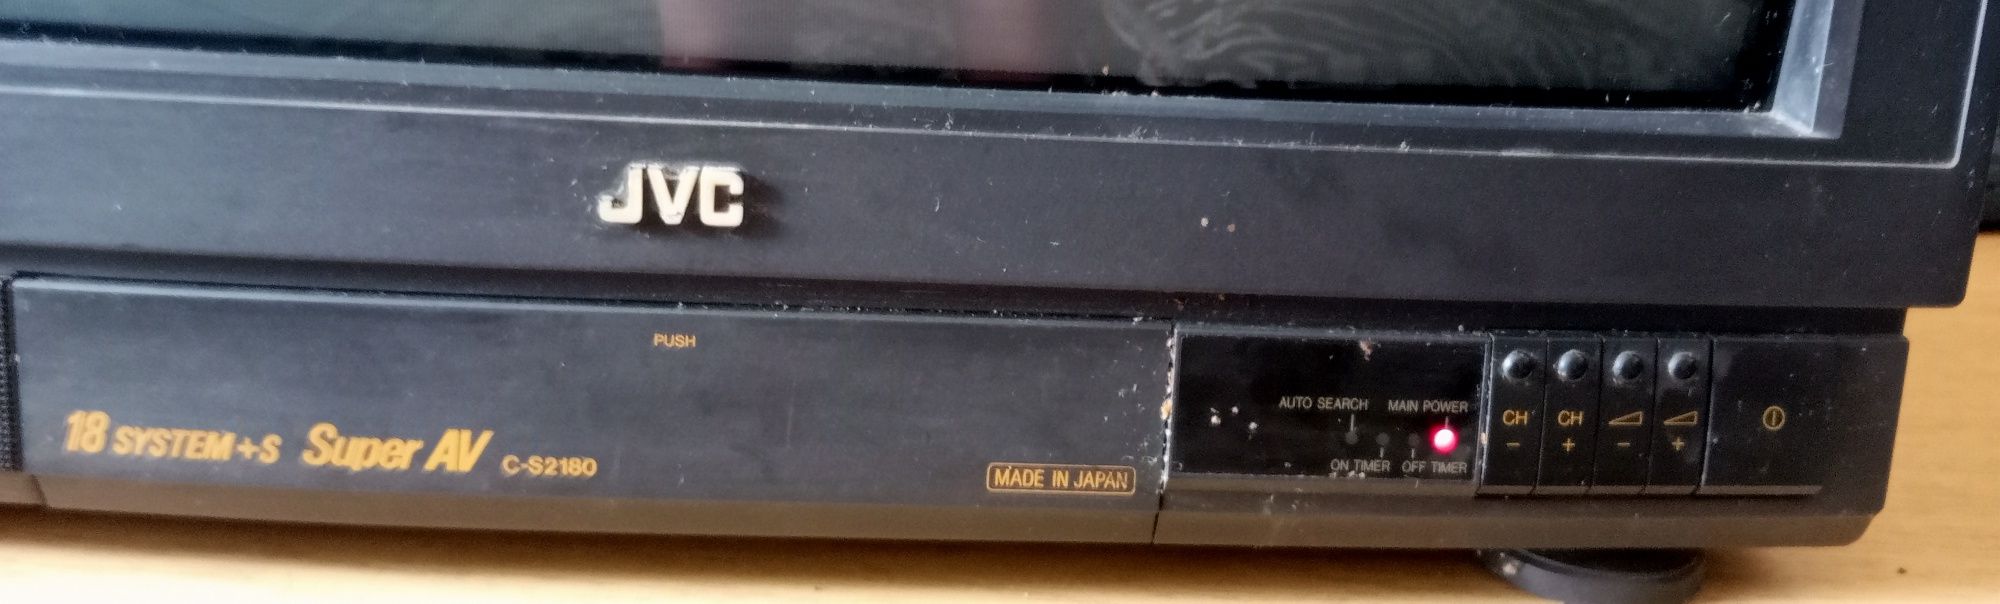 JVC
PUSH
18 SYSTEM+S Super AV C-S2180
MADE IN JAPAN
AUTO SEARCH MAIN POWER
ON TIMER OFF TIMER
CH CH
- + - +